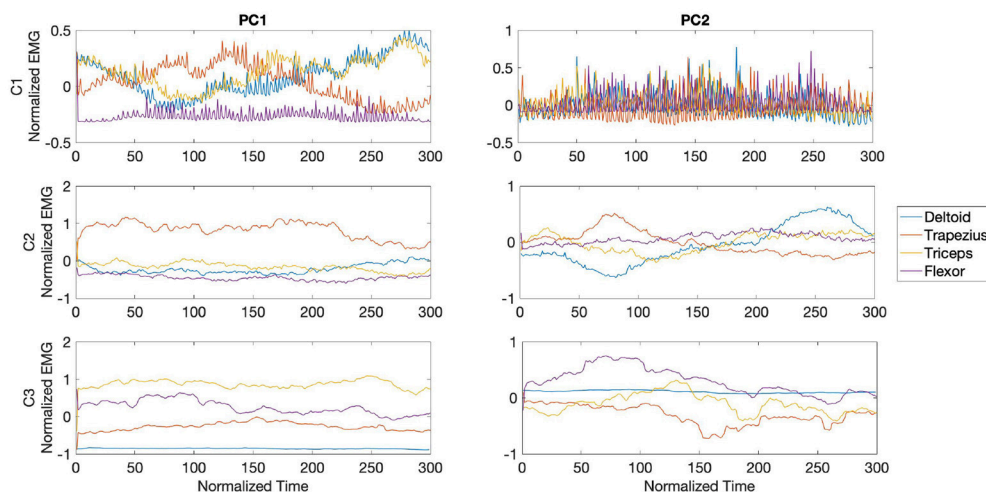 PC1
PC2
C1
Normalized EMG
0.5
0
-0.5
0 50 100 150 200 250 300
1
0.5
0
-0.5
0 50 100 150 200 250 300
C2
Normalized EMG
2
1
0
-1
0 50 100 150 200 250 300
1
0
-1
0 50 100 150 200 250 300
Deltoid
Trapezius
Triceps
Flexor
C3
Normalized EMG
2
1
0
-1
0 50 100 150 200 250 300
1
0
-1
0 50 100 150 200 250 300
Normalized Time
Normalized Time